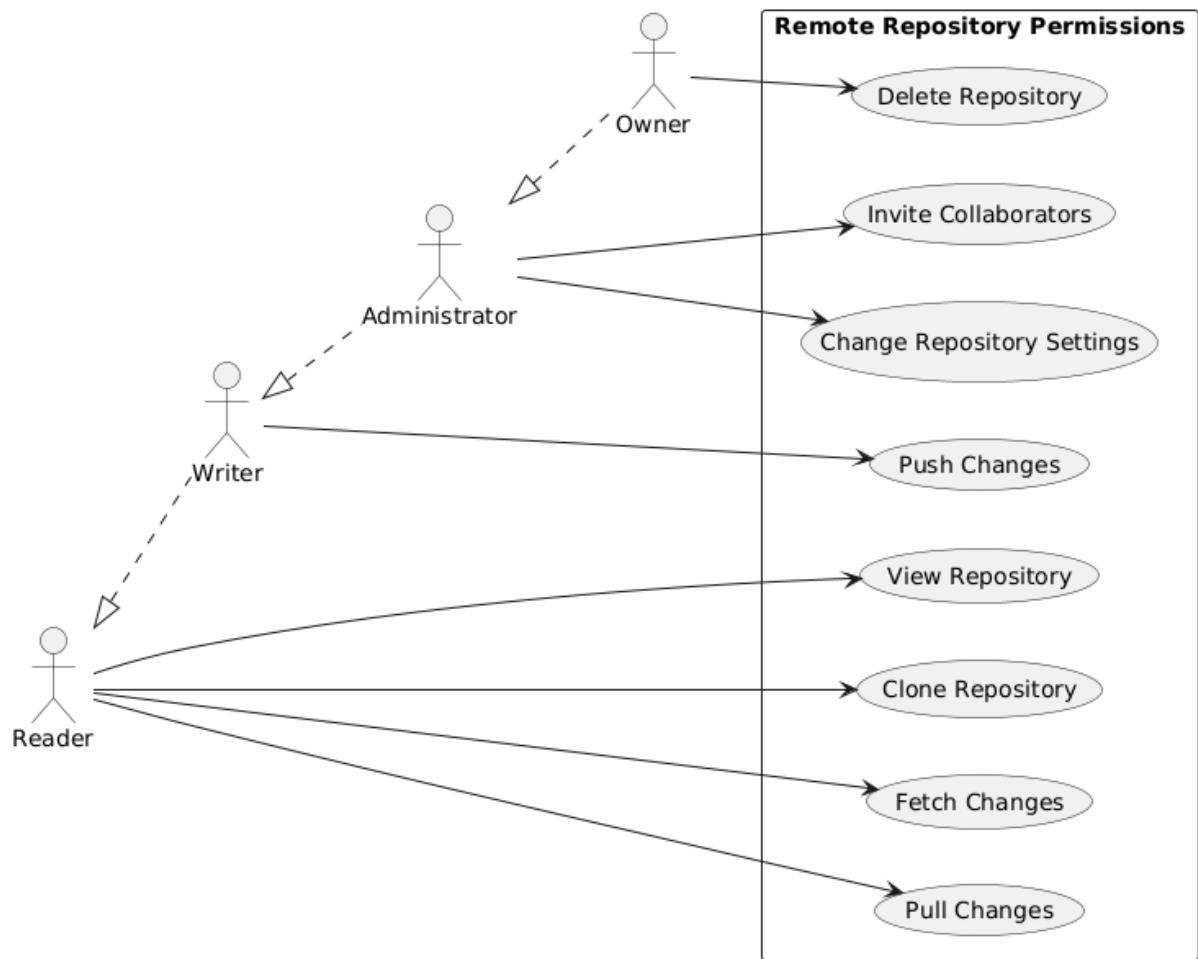 Remote Repository Permissions
Owner
Delete Repository
Invite Collaborators
Administrator
Change Repository Settings
Writer
Push Changes
View Repository
Reader
Clone Repository
Fetch Changes
Pull Changes